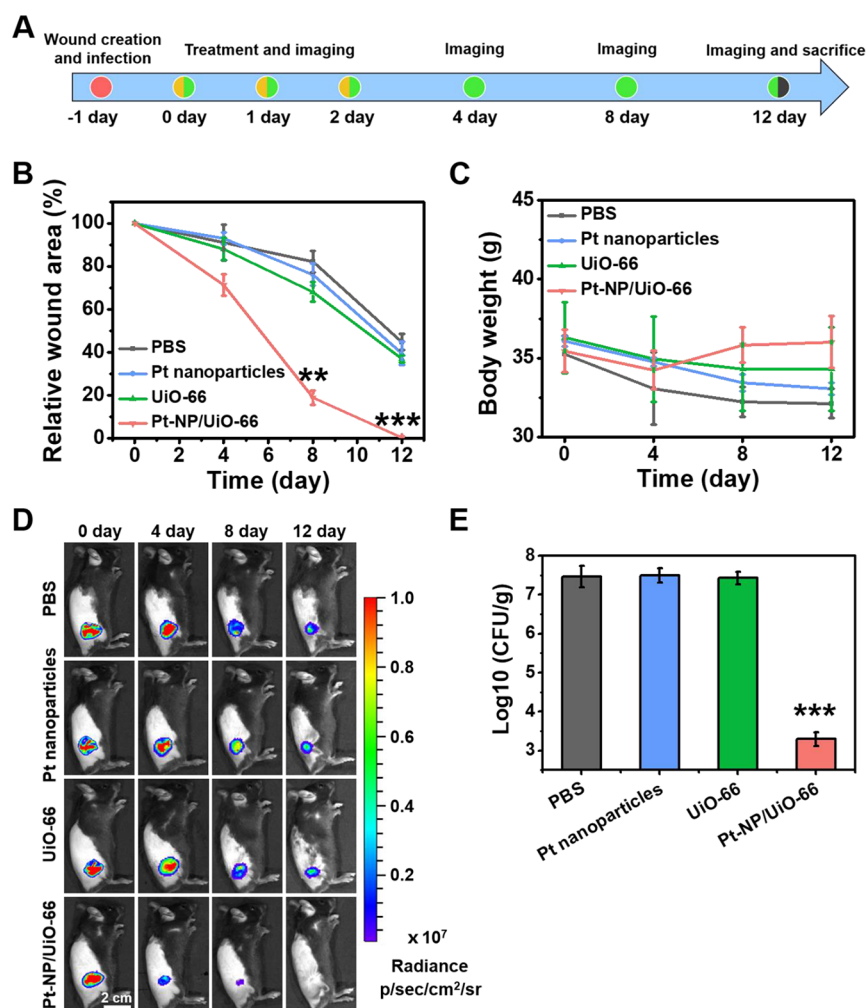 A
Wound creation
and infection
Treatment and imaging
Imaging
Imaging
Imaging and sacrifice
-1 day
0 day
1 day
2 day
4 day
8 day
12 day
B
Relative wound area (%)
100
80
60
40
20
0
PBS
Pt nanoparticles
UiO-66
Pt-NP/UiO-66
**
***
0 2 4 6 8 10 12
Time (day)
C
Body weight (g)
45
40
35
30
PBS
Pt nanoparticles
UiO-66
Pt-NP/UiO-66
0 4 8 12
Time (day)
D
0 day 4 day 8 day 12 day
PBS
Pt nanoparticles
UiO-66
Pt-NP/UiO-66
2 cm
1.0
0.8
0.6
0.4
0.2
x 10⁷
Radiance
p/sec/cm²/sr
E
Log10 (CFU/g)
8
7
6
5
4
3
***
PBS
Pt nanoparticles
UiO-66
Pt-NP/UiO-66